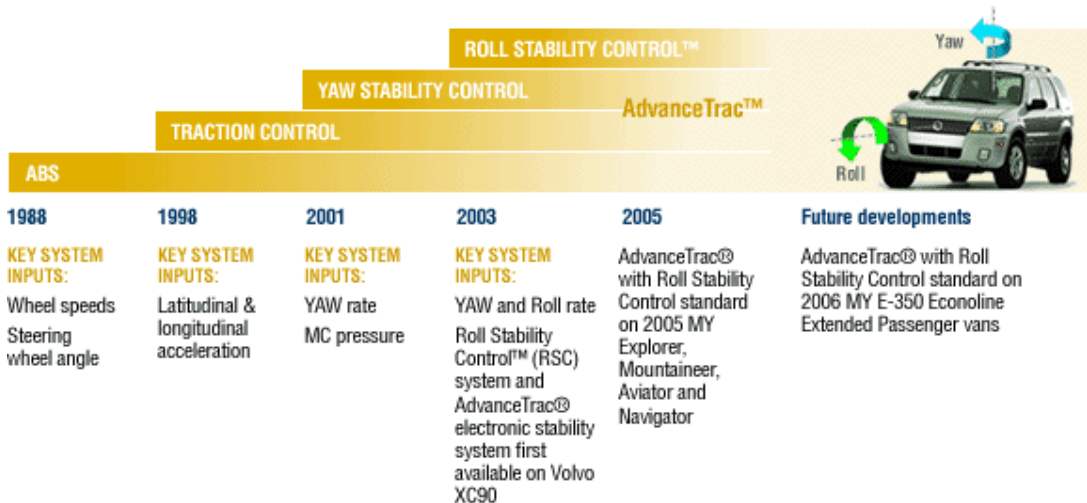 ROLL STABILITY CONTROL™
YAW STABILITY CONTROL
AdvanceTrac™
TRACTION CONTROL
ABS
Yaw
Roll
1988
KEY SYSTEM
INPUTS:
Wheel speeds
Steering
wheel angle
1998
KEY SYSTEM
INPUTS:
Latitudinal &
longitudinal
acceleration
2001
KEY SYSTEM
INPUTS:
YAW rate
MC pressure
2003
KEY SYSTEM
INPUTS:
YAW and Roll rate
Roll Stability
Control™ (RSC)
system and
AdvanceTrac®
electronic stability
system first
available on Volvo
XC90
2005
AdvanceTrac®
with Roll Stability
Control standard
on 2005 MY
Explorer,
Mountaineer,
Aviator and
Navigator
Future developments
AdvanceTrac® with Roll
Stability Control standard on
2006 MY E-350 Econoline
Extended Passenger vans